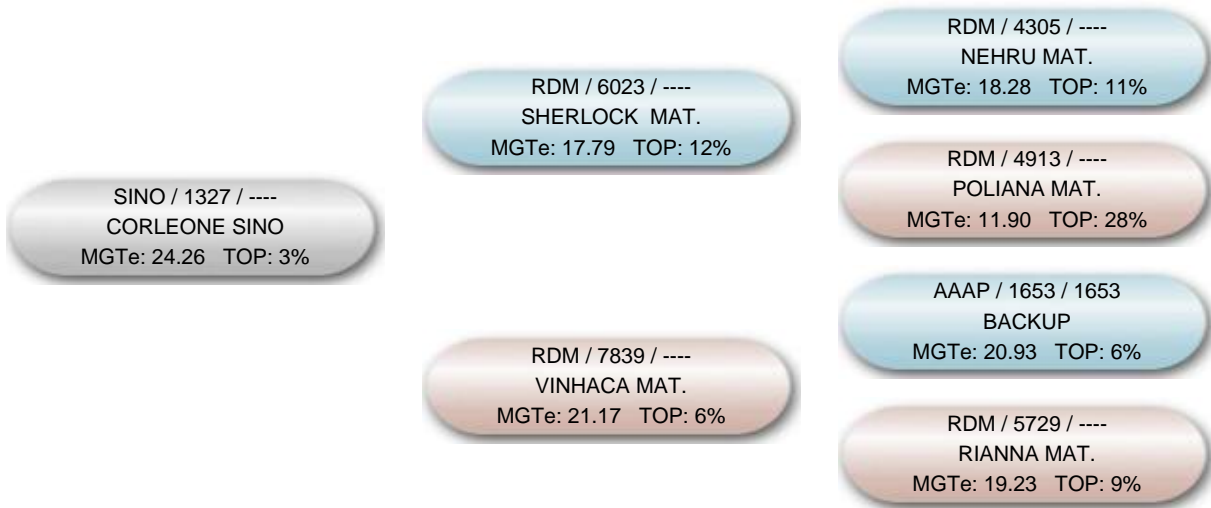 SINO / 1327 / ----
CORLEONE SINO
MGTe: 24.26 TOP: 3%
RDM / 6023 / ----
SHERLOCK MAT.
MGTe: 17.79 TOP: 12%
RDM / 7839 / ----
VINHACA MAT.
MGTe: 21.17 TOP: 6%
RDM / 4305 / ----
NEHRU MAT.
MGTe: 18.28 TOP: 11%
RDM / 4913 / ----
POLIANA MAT.
MGTe: 11.90 TOP: 28%
AAAP / 1653 / 1653
BACKUP
MGTe: 20.93 TOP: 6%
RDM / 5729 / ----
RIANNA MAT.
MGTe: 19.23 TOP: 9%